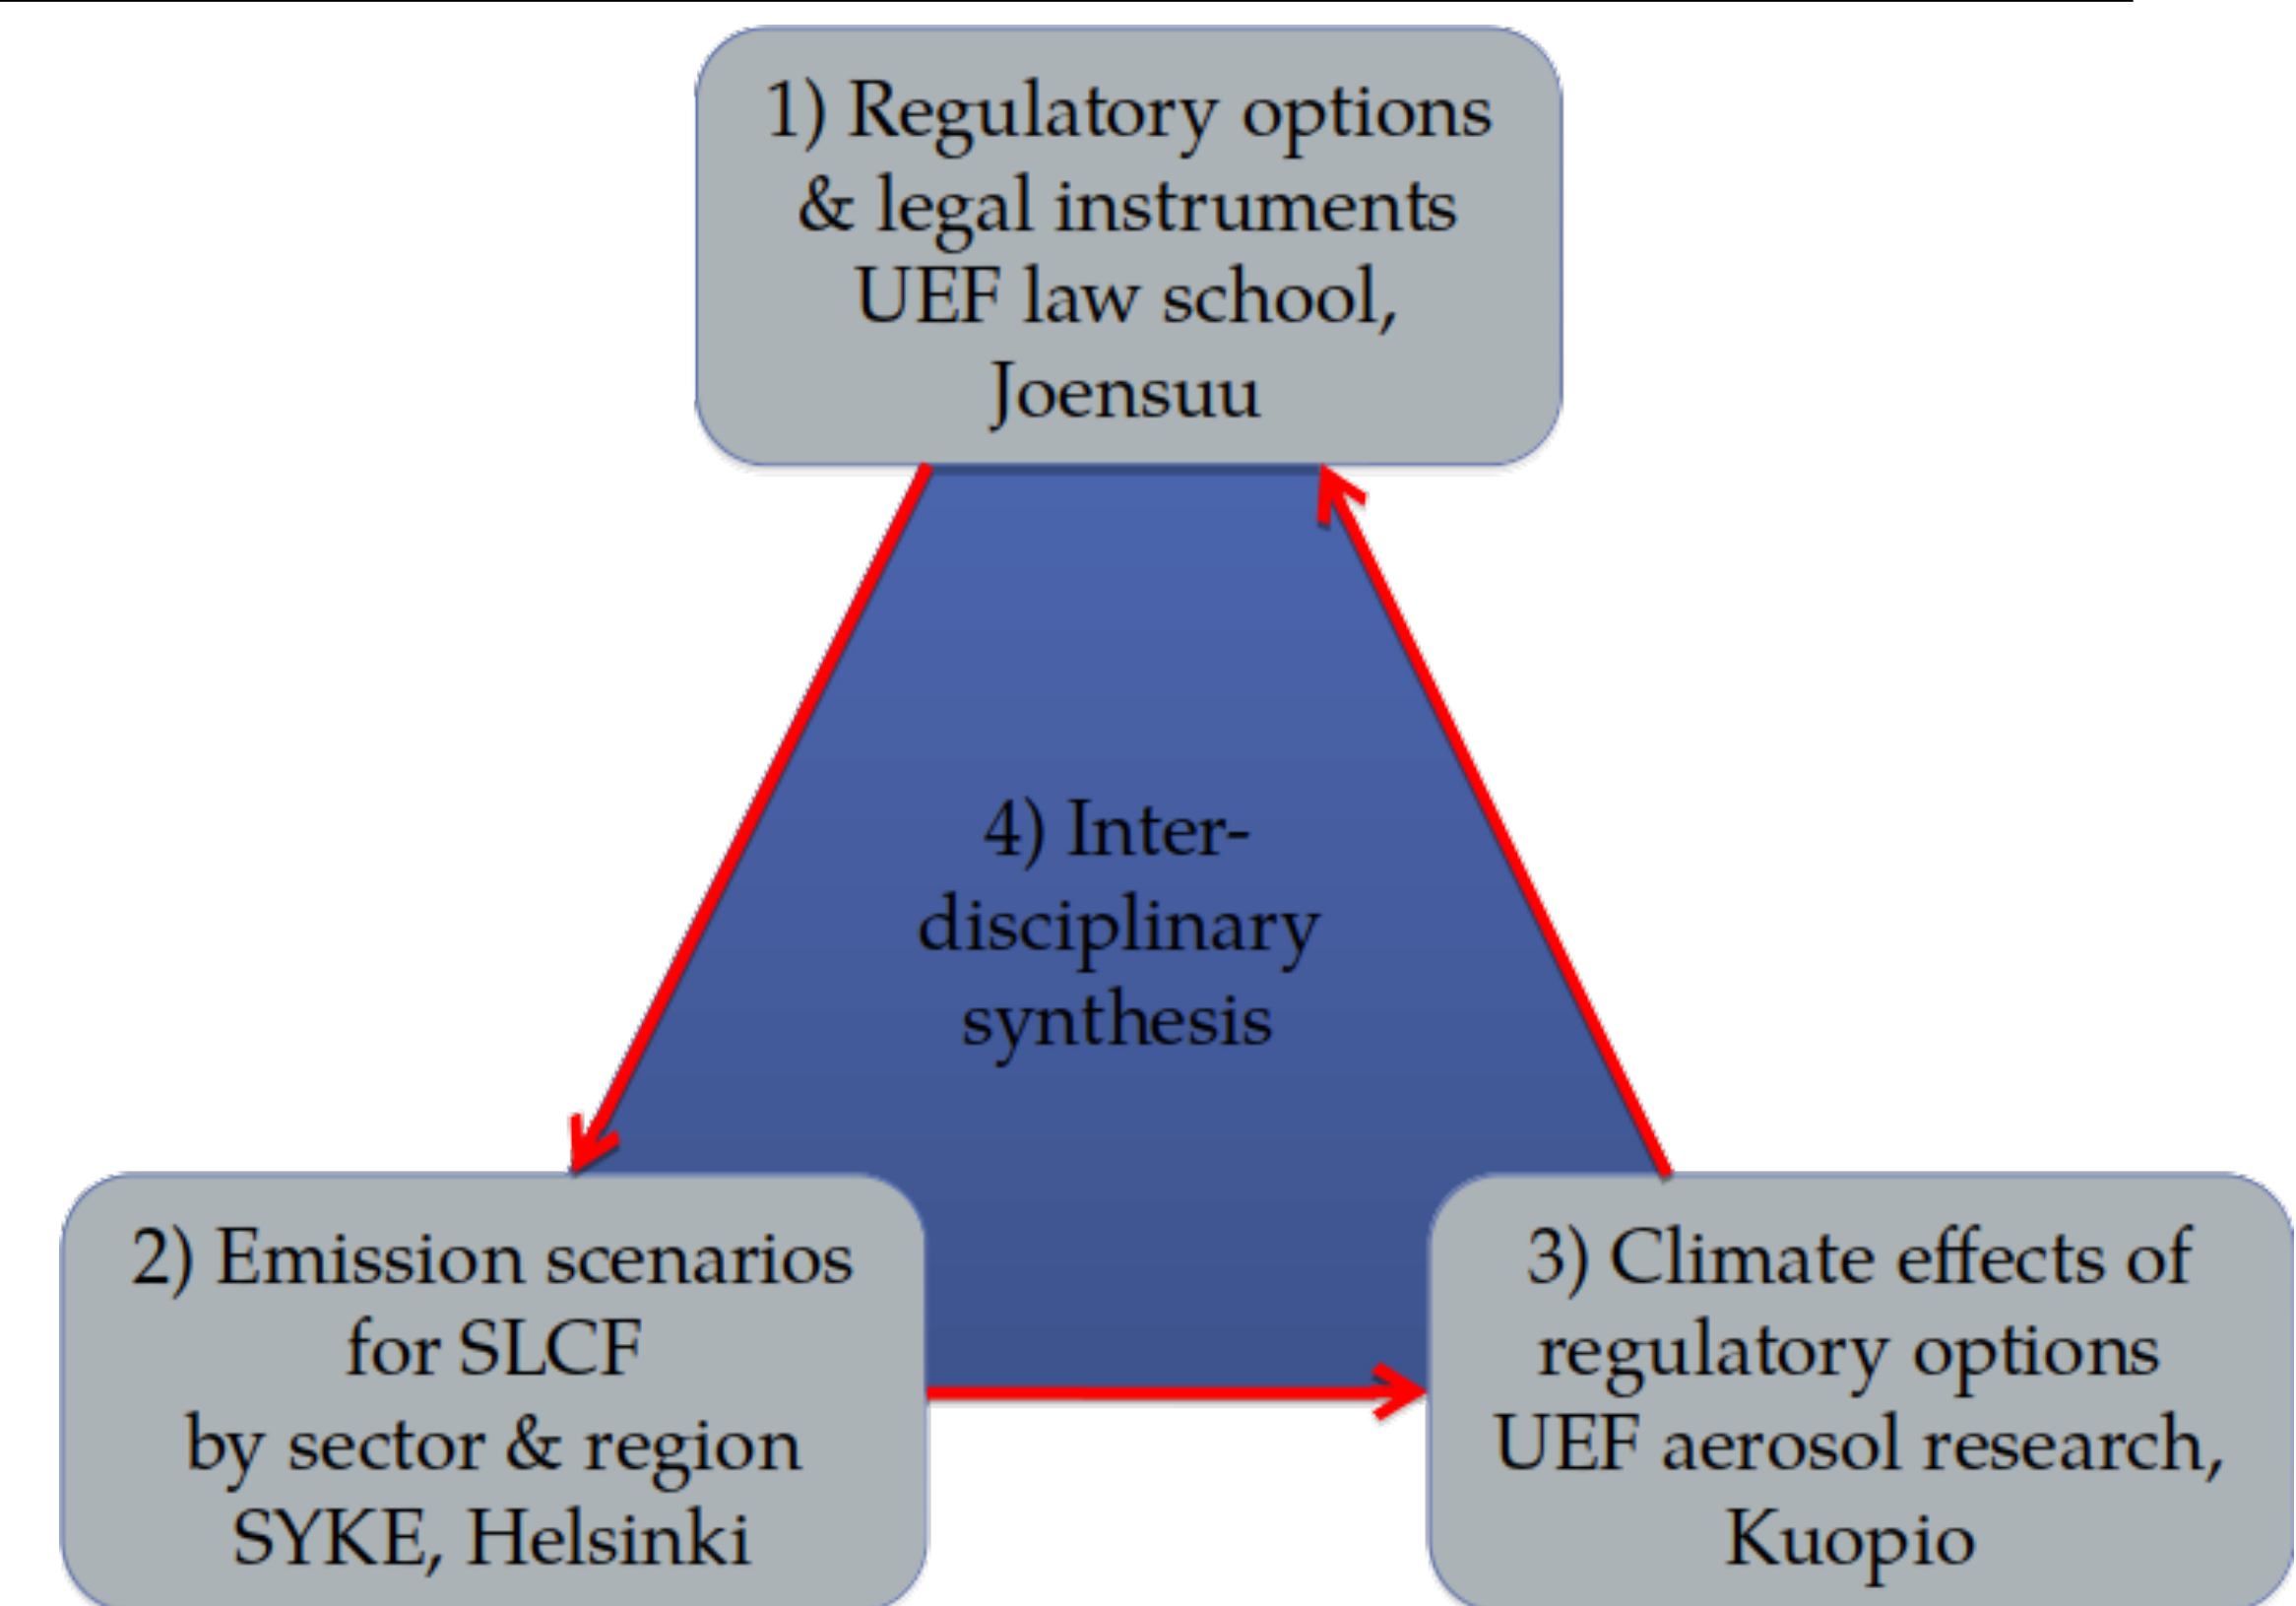 1) Regulatory options
& legal instruments
UEF law school,
Joensuu
4) Inter-
disciplinary
synthesis
2) Emission scenarios
for SLCF
by sector & region
SYKE, Helsinki
3) Climate effects of
regulatory options
UEF aerosol research,
Kuopio